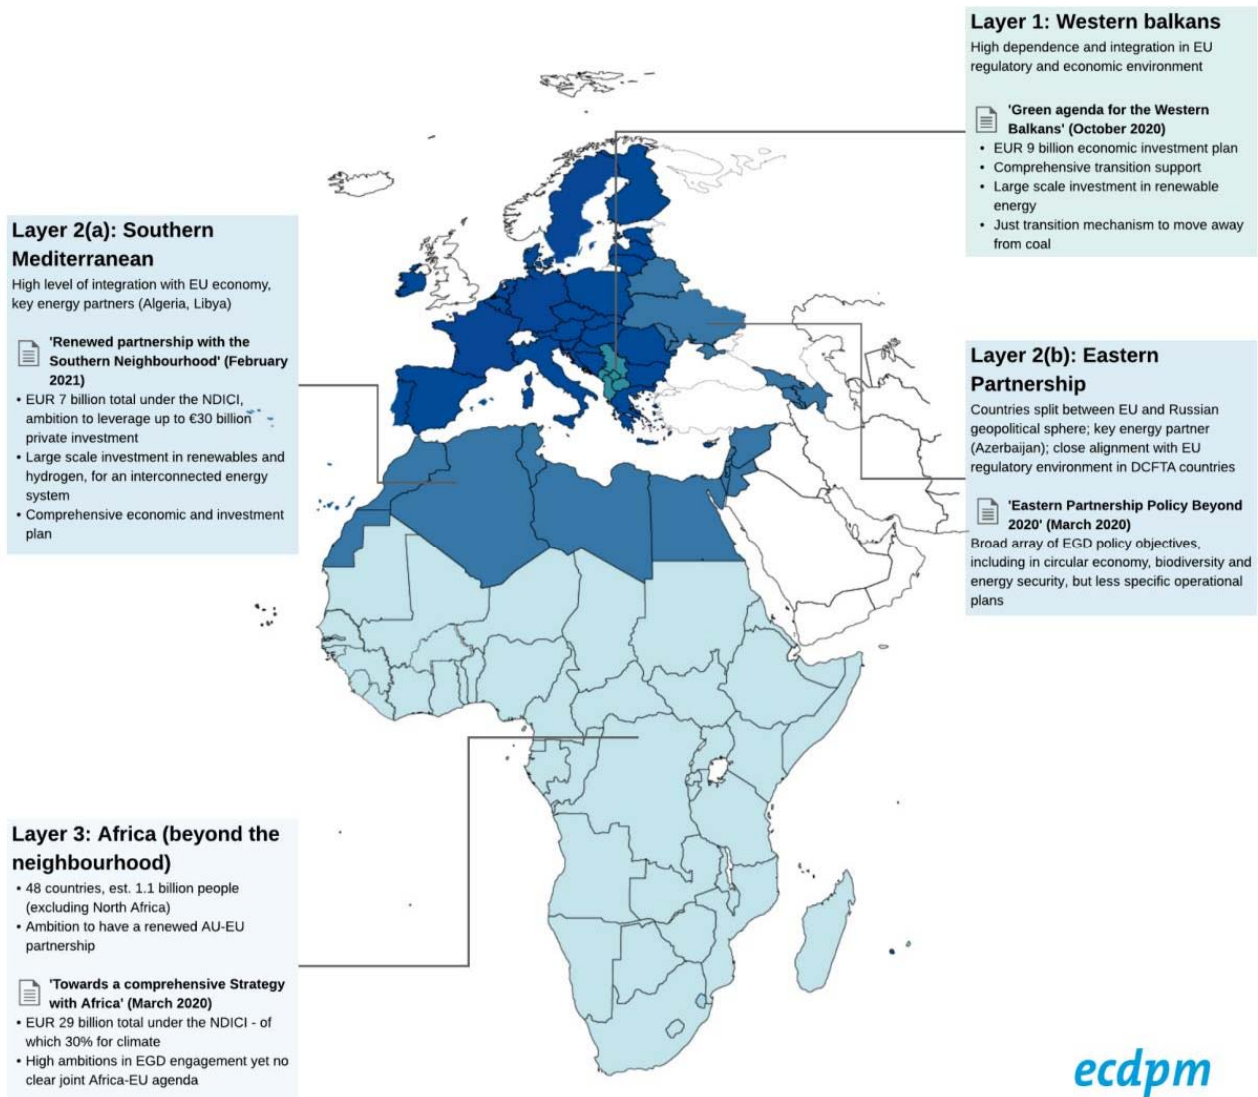 Layer 1: Western balkans
High dependence and integration in EU
regulatory and economic environment
'Green agenda for the Western
Balkans' (October 2020)
• EUR 9 billion economic investment plan
• Comprehensive transition support
• Large scale investment in renewable
energy
• Just transition mechanism to move away
from coal
Layer 2(a): Southern
Mediterranean
High level of integration with EU economy,
key energy partners (Algeria, Libya)
'Renewed partnership with the
Southern Neighbourhood' (February
2021)
• EUR 7 billion total under the NDICI,
ambition to leverage up to €30 billion
private investment
• Large scale investment in renewables and
hydrogen, for an interconnected energy
system
• Comprehensive economic and investment
plan
Layer 2(b): Eastern
Partnership
Countries split between EU and Russian
geopolitical sphere; key energy partner
(Azerbaijan); close alignment with EU
regulatory environment in DCFTA countries
'Eastern Partnership Policy Beyond
2020' (March 2020)
Broad array of EGD policy objectives,
including in circular economy, biodiversity and
energy security, but less specific operational
plans
Layer 3: Africa (beyond the
neighbourhood)
• 48 countries, est. 1.1 billion people
(excluding North Africa)
• Ambition to have a renewed AU-EU
partnership
'Towards a comprehensive Strategy
with Africa' (March 2020)
• EUR 29 billion total under the NDICI - of
which 30% for climate
• High ambitions in EGD engagement yet no
clear joint Africa-EU agenda
ecdpm